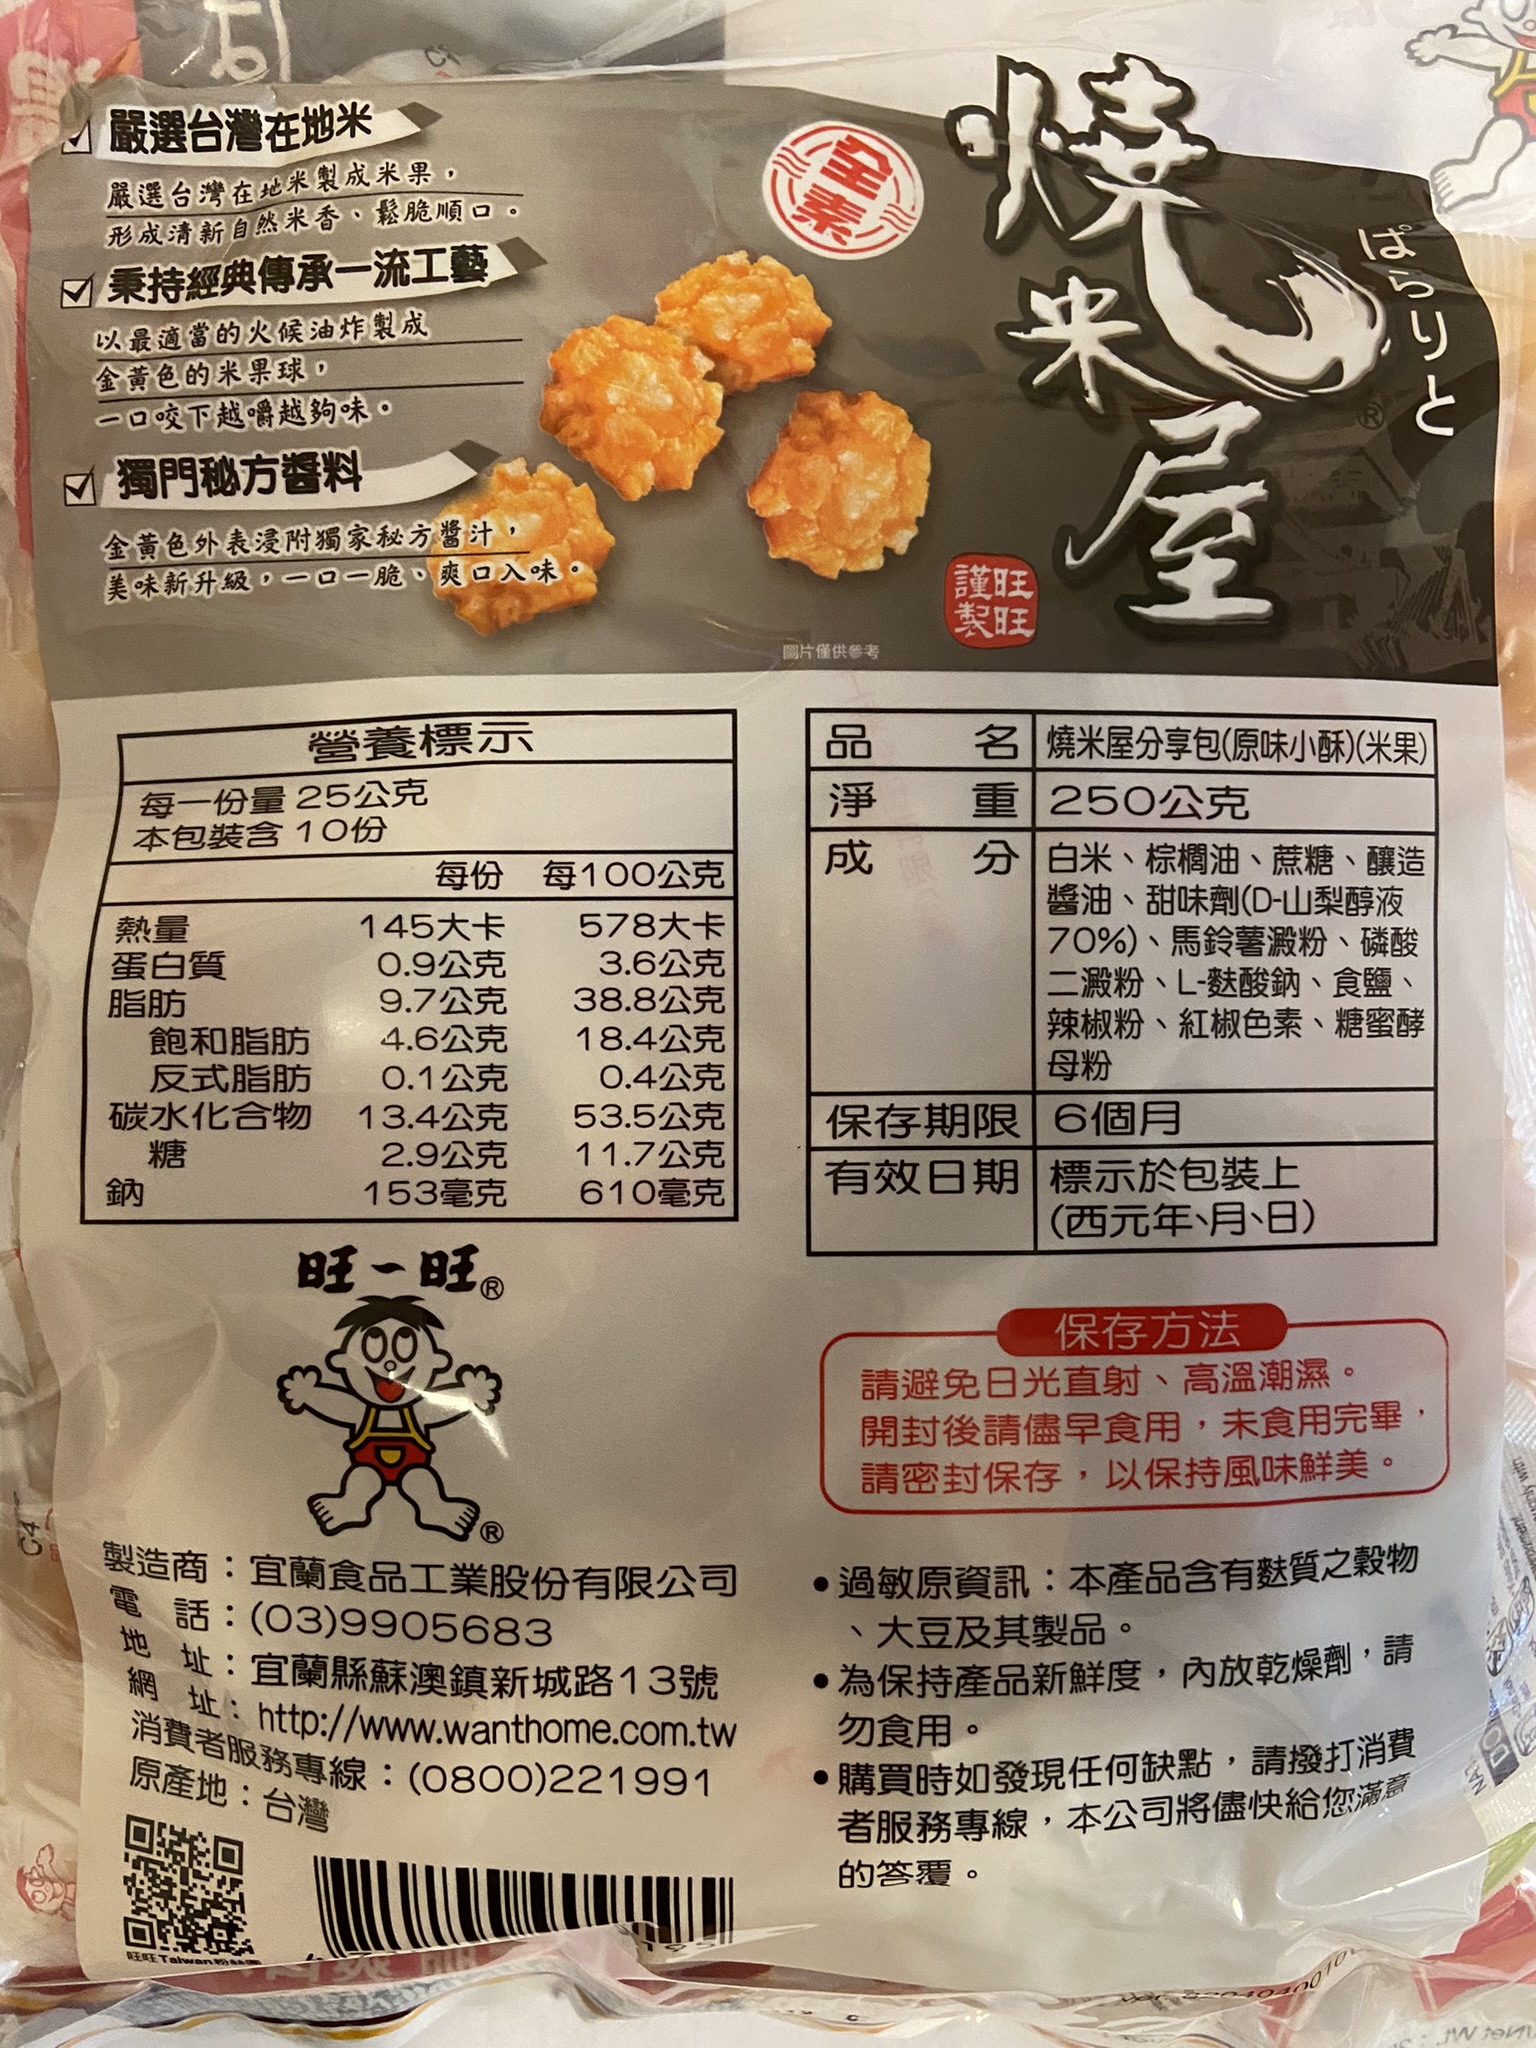 嚴選台灣在地米
嚴選台灣在地米製成米果，
形成清新自然米香、鬆脆順口。
秉持經典傳承一流工藝
以最適當的火候油炸製成
金黃色的米果球，
一口咬下越嚼越夠味。
獨門秘方醬料
金黃色外表浸附獨家秘方醬汁，
美味新升級，一口一脆、爽口入味。
全素
燒米屋®
ぱらりと
旺旺
謹製
圖片僅供參考
營養標示
每一份量 25公克
本包裝含 10份
每份 每100公克
熱量 145大卡 578大卡
蛋白質 0.9公克 3.6公克
脂肪 9.7公克 38.8公克
飽和脂肪 4.6公克 18.4公克
反式脂肪 0.1公克 0.4公克
碳水化合物 13.4公克 53.5公克
糖 2.9公克 11.7公克
鈉 153毫克 610毫克
品名 燒米屋分享包(原味小酥)(米果)
淨重 250公克
成分 白米、棕櫚油、蔗糖、釀造
醬油、甜味劑(D-山梨醇液
70%)、馬鈴薯澱粉、磷酸
二澱粉、L-麩酸鈉、食鹽、
辣椒粉、紅椒色素、糖蜜酵
母粉
保存期限 6個月
有效日期 標示於包裝上
(西元年、月、日)
旺一旺®
®
保存方法
請避免日光直射、高溫潮濕。
開封後請儘早食用，未食用完畢，
請密封保存，以保持風味鮮美。
製造商：宜蘭食品工業股份有限公司
電話：(03)9905683
地址：宜蘭縣蘇澳鎮新城路13號
網址：http://www.wanthome.com.tw
消費者服務專線：(0800)221991
原產地：台灣
旺旺Taiwan粉絲團
•過敏原資訊：本產品含有麩質之穀物
、大豆及其製品。
•為保持產品新鮮度，內放乾燥劑，請
勿食用。
•購買時如發現任何缺點，請撥打消費
者服務專線，本公司將儘快給您滿意
的答覆。